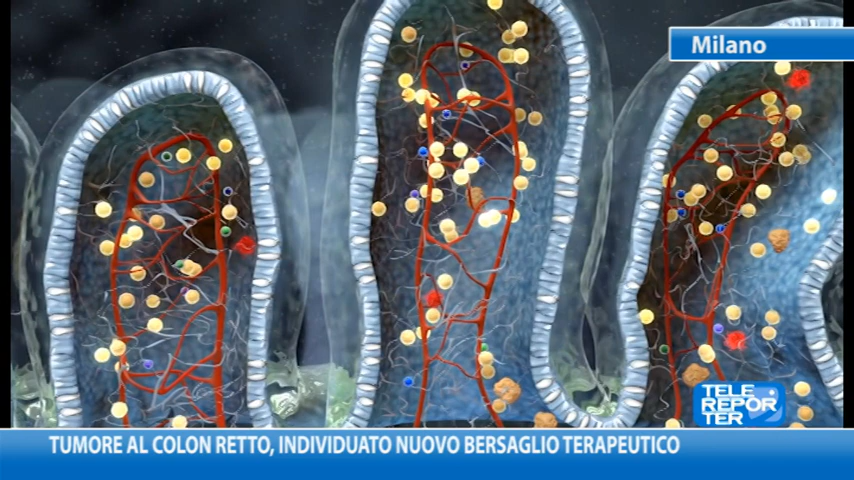 Milano
TELE
REPOR
TER
TUMORE AL COLON RETTO, INDIVIDUATO NUOVO BERSAGLIO TERAPEUTICO